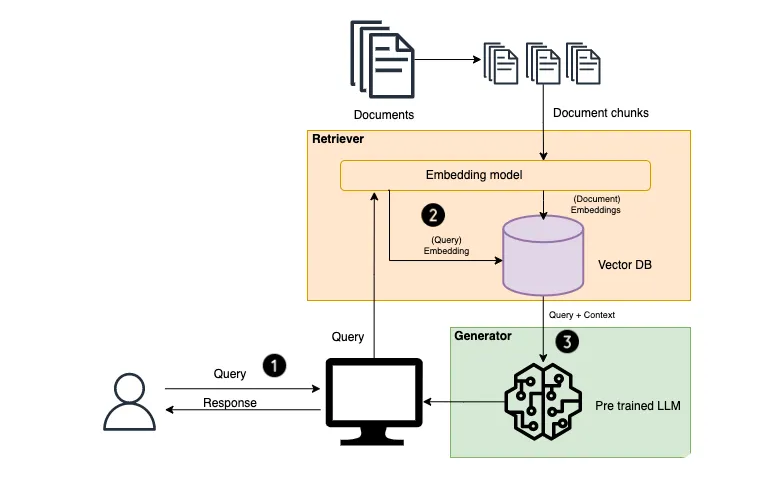 Documents
Document chunks
Retriever
Embedding model
2
(Document)
Embeddings
(Query)
Embedding
Vector DB
Query + Context
Query
Generator
3
1
Query
Response
Pre trained LLM